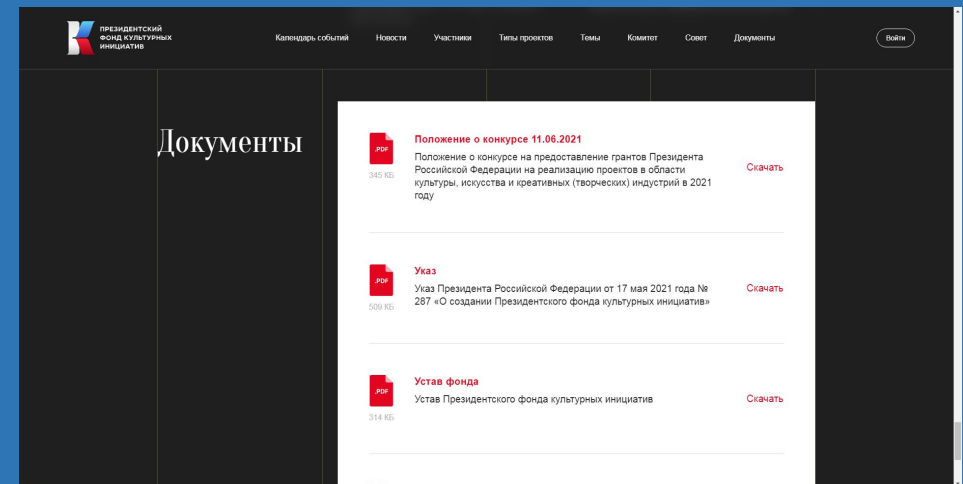 ПРЕЗИДЕНТСКИЙ
ФОНД КУЛЬТУРНЫХ
ИНИЦИАТИВ
Календарь событий Новости Участники Типы проектов Темы Комитет Совет Документы Войти
Документы
.PDF
345 КБ
Положение о конкурсе 11.06.2021
Положение о конкурсе на предоставление грантов Президента
Российской Федерации на реализацию проектов в области
культуры, искусства и креативных (творческих) индустрий в 2021
году
Скачать
.PDF
509 КБ
Указ
Указ Президента Российской Федерации от 17 мая 2021 года №
287 «О создании Президентского фонда культурных инициатив»
Скачать
.PDF
314 КБ
Устав фонда
Устав Президентского фонда культурных инициатив
Скачать